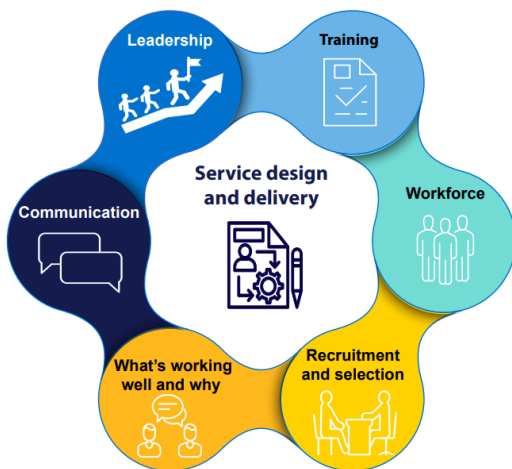 Leadership
Training
Service design
and delivery
Communication
Workforce
What's working
well and why
Recruitment
and selection